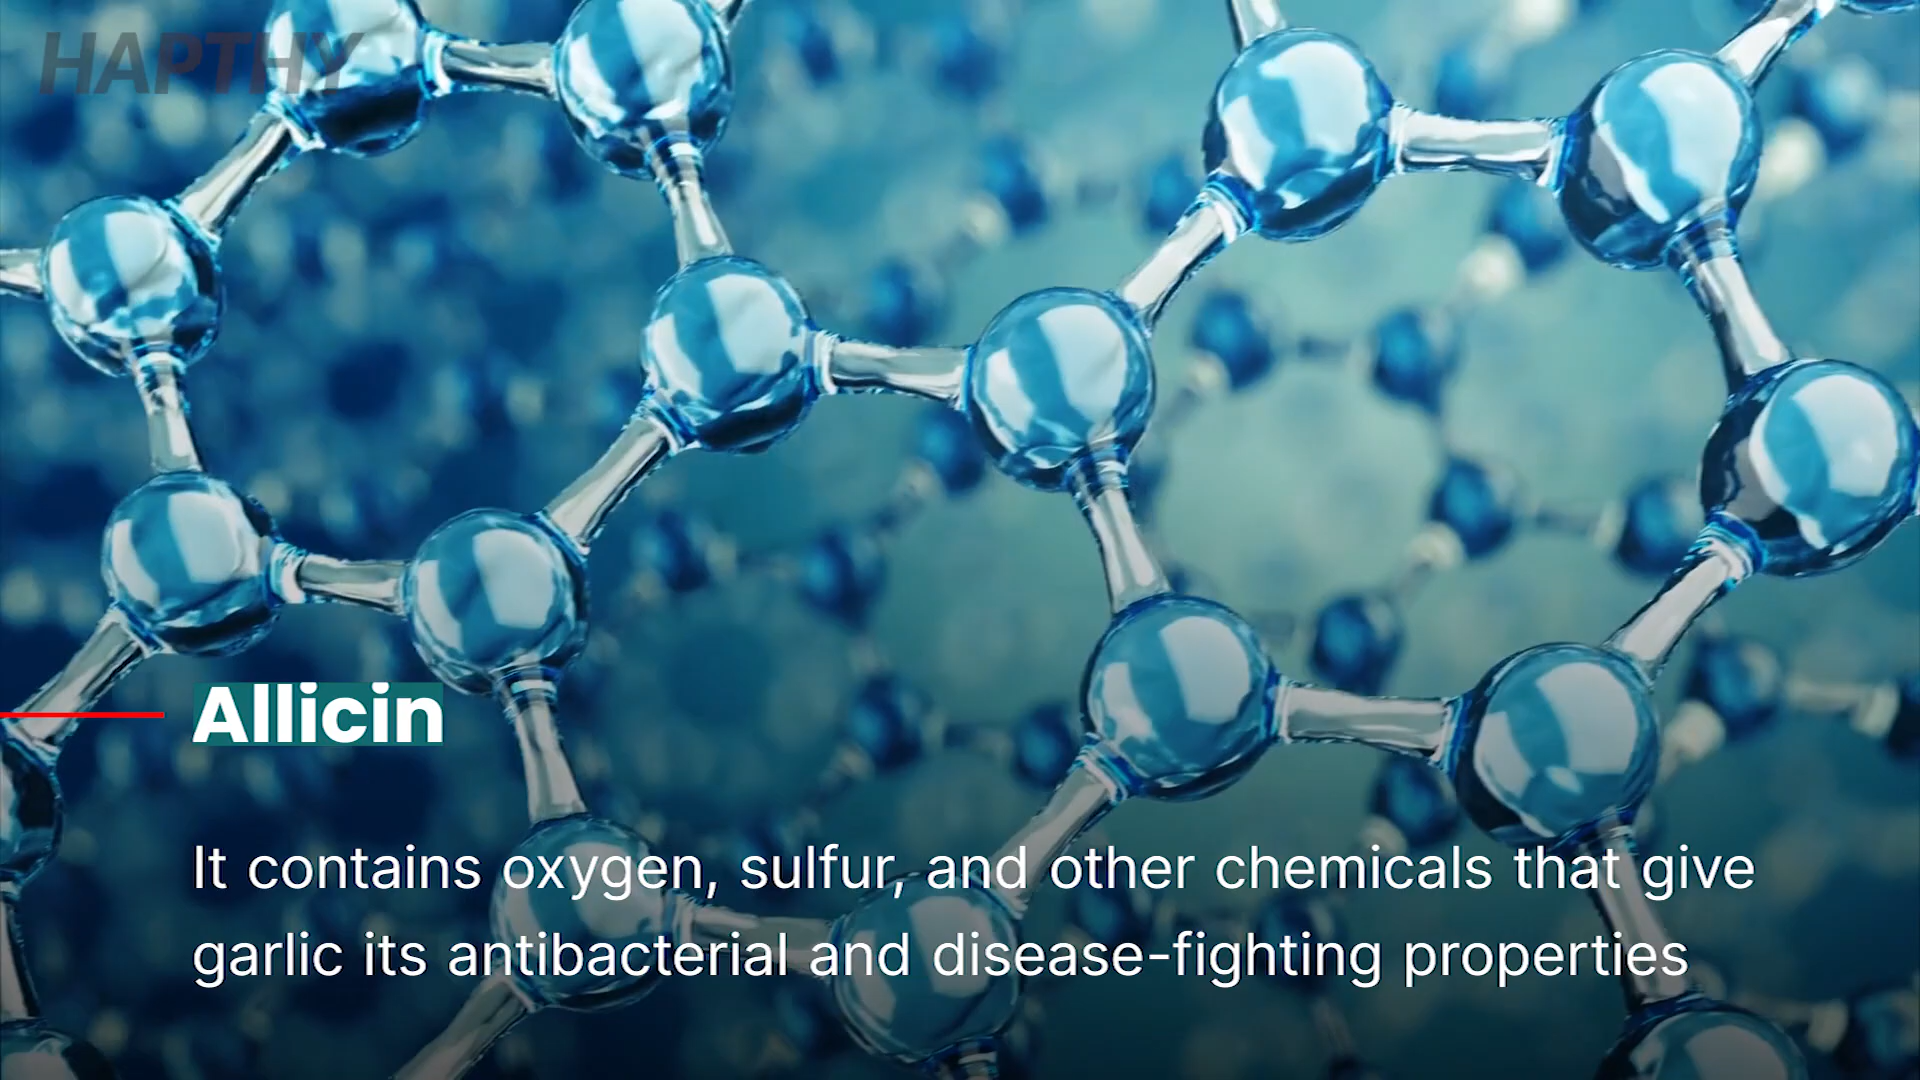 HAPTHY
Allicin
It contains oxygen, sulfur, and other chemicals that give
garlic its antibacterial and disease-fighting properties